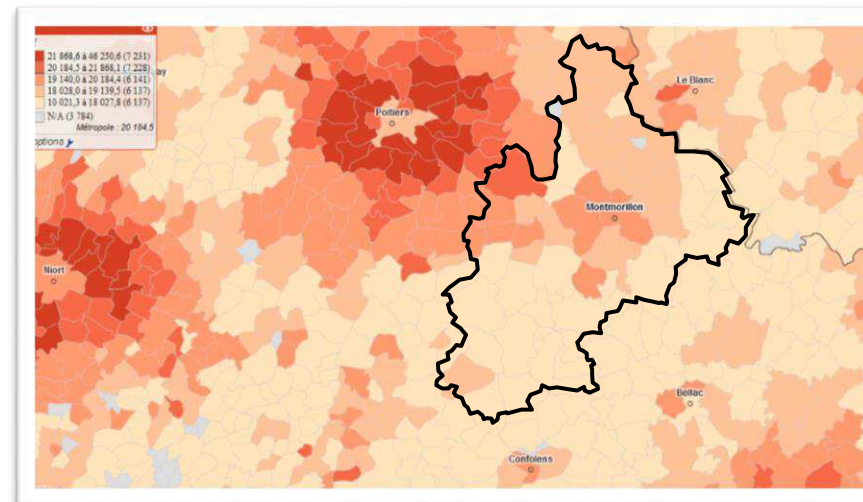 21 868,6 à 46 250,6 (7 231)
20 184,5 à 21 868,1 (7 228)
19 140,0 à 20 184,4 (6 141)
18 028,0 à 19 139,5 (6 137)
10 021,3 à 18 027,8 (6 137)
N/A (3 784)
Métropole : 20 184,5
options
ay
Le Blanc
Poitiers
Montmorillon
Niort
Bellac
Confolens